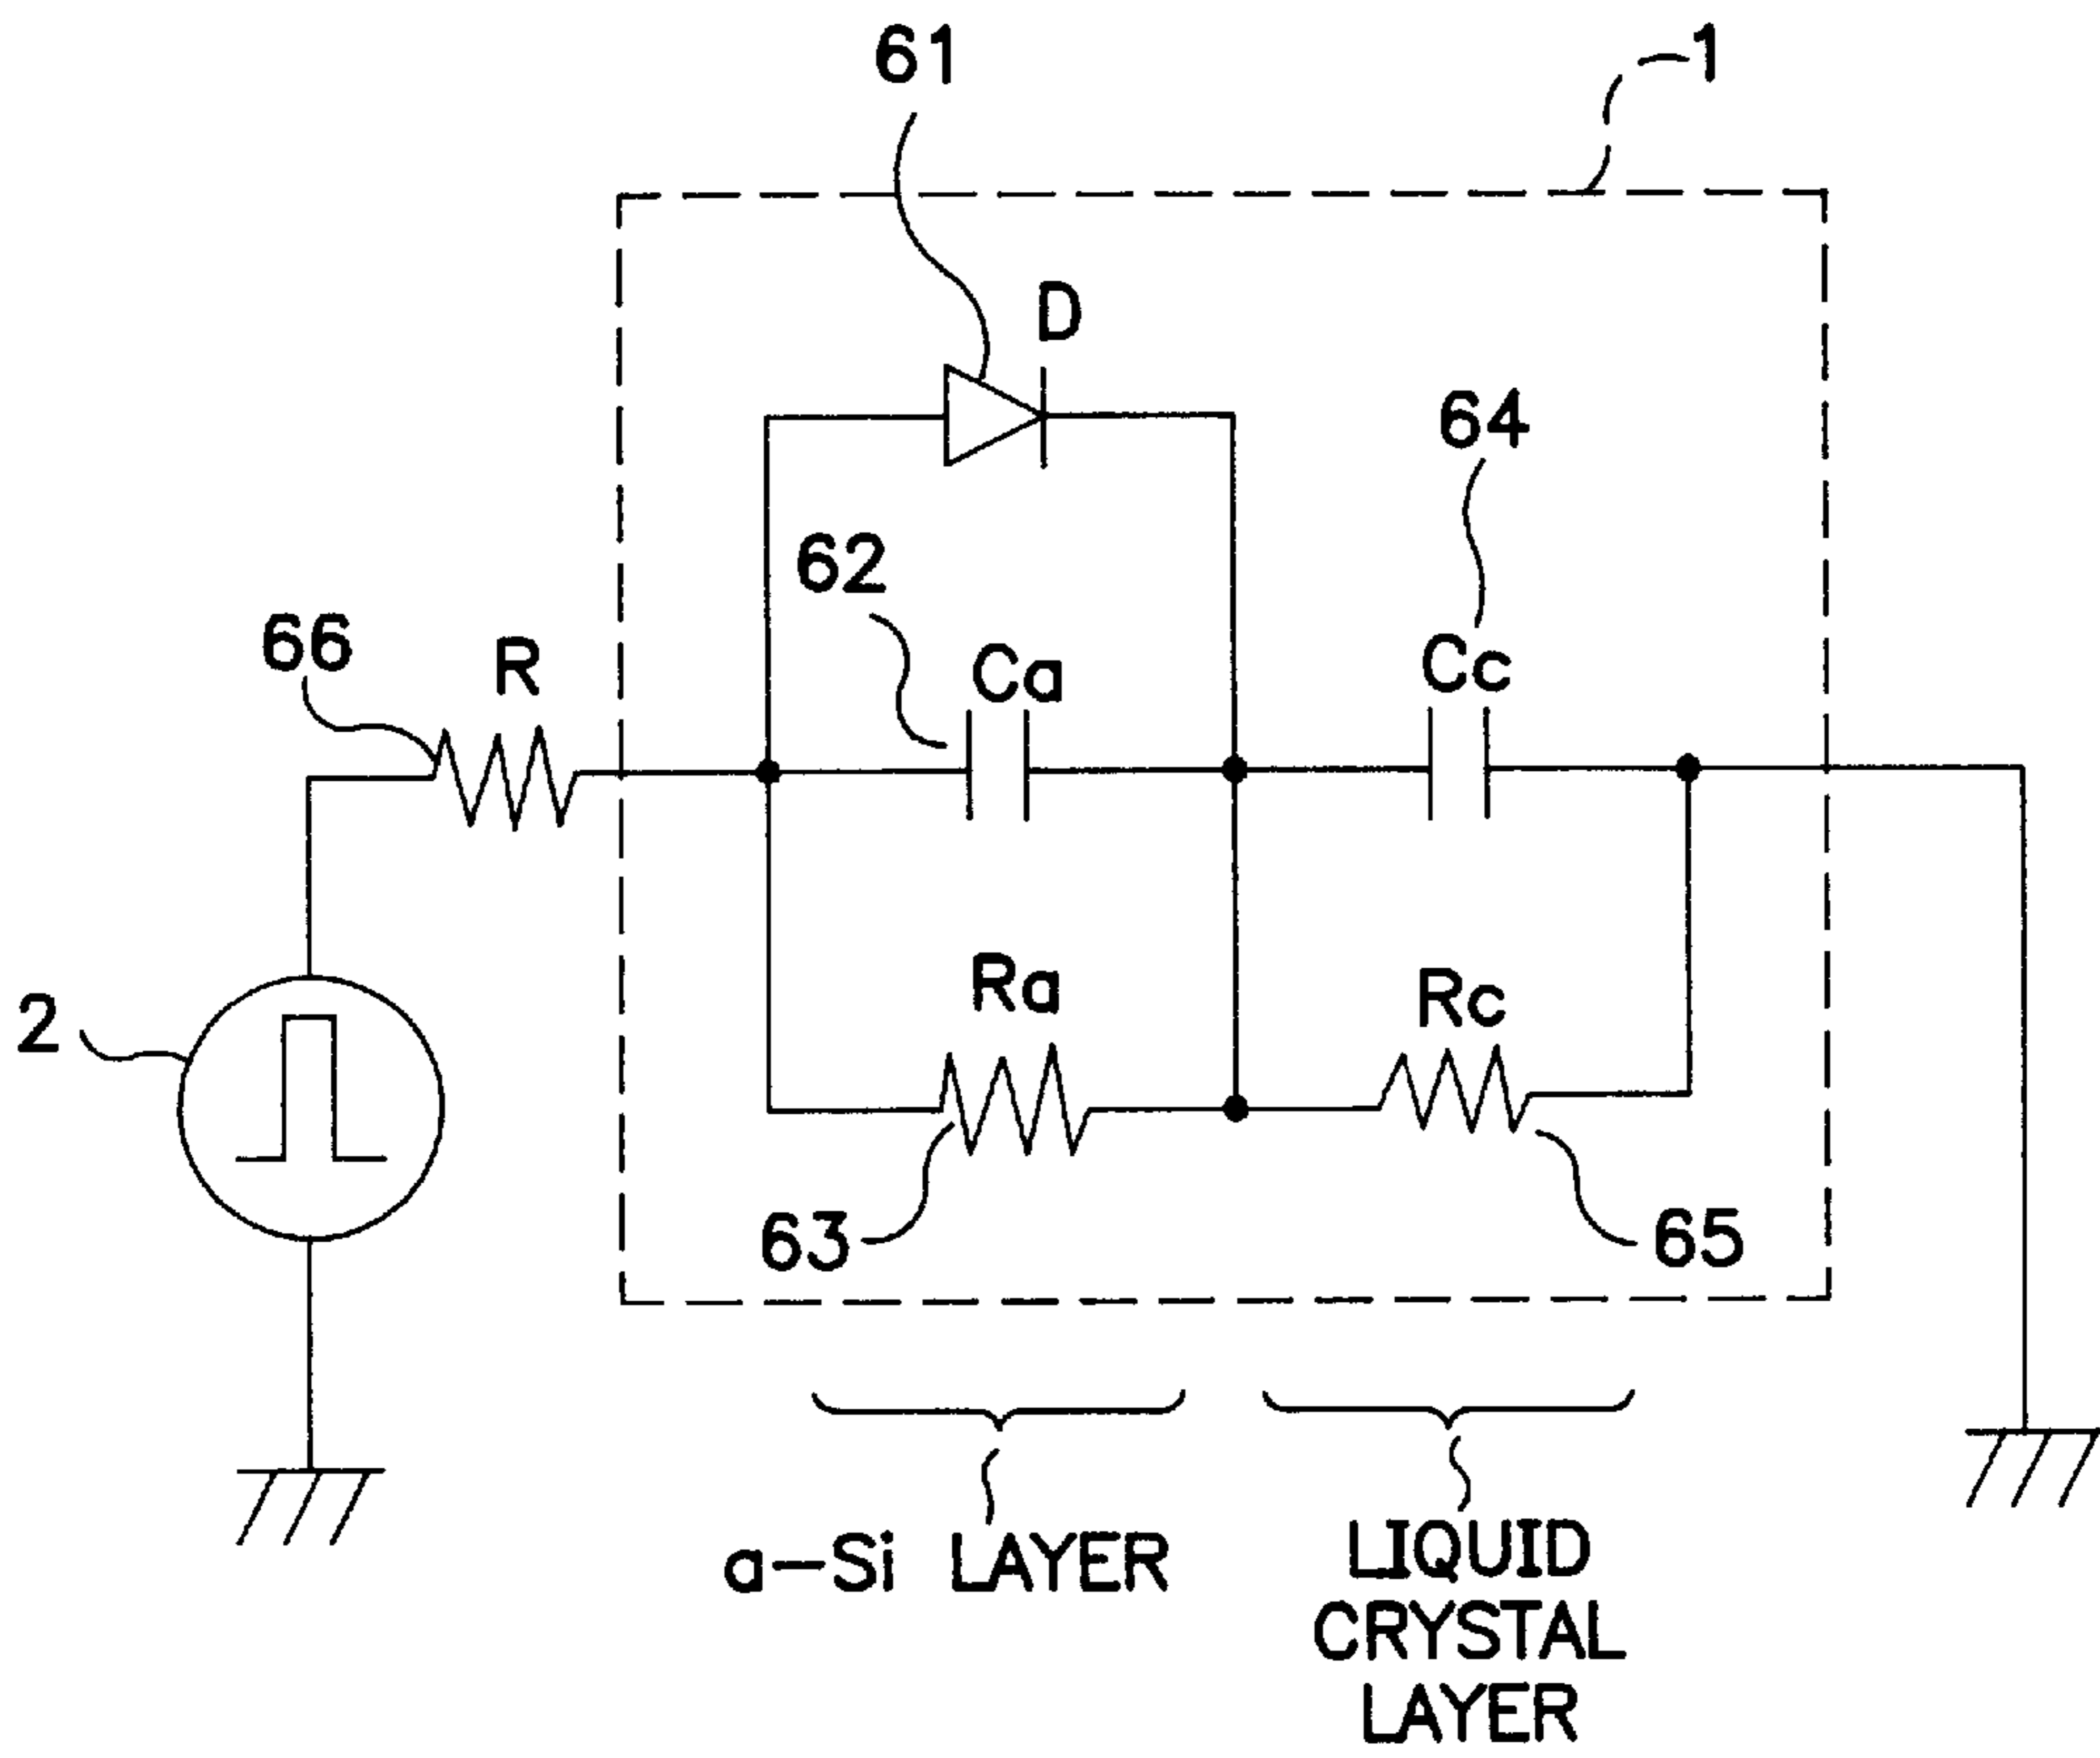 61
1
D
64
62
66
R
Ca
Cc
2
Ra
Rc
63
65
a-Si LAYER
LIQUID
CRYSTAL
LAYER